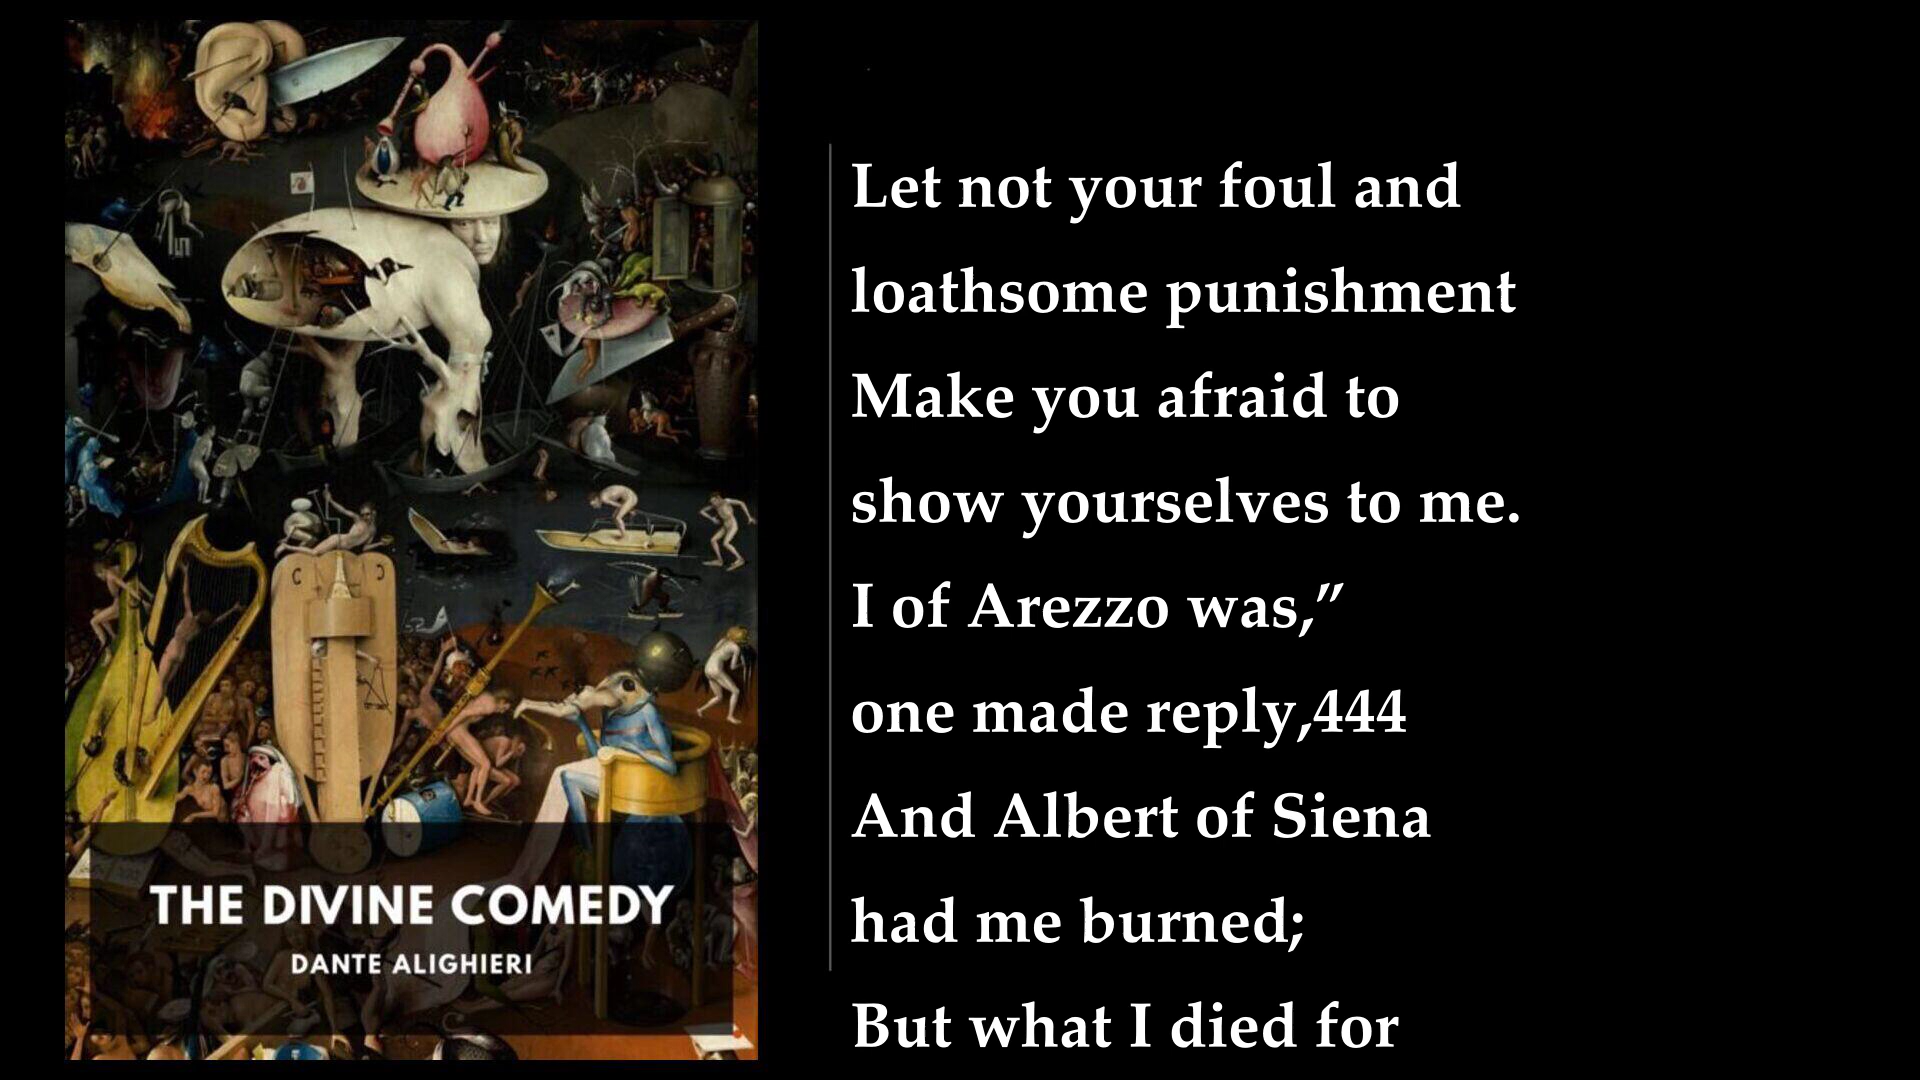 THE DIVINE COMEDY
DANTE ALIGHIERI
Let not your foul and
loathsome punishment
Make you afraid to
show yourselves to me.
I of Arezzo was,”
one made reply,444
And Albert of Siena
had me burned;
But what I died for